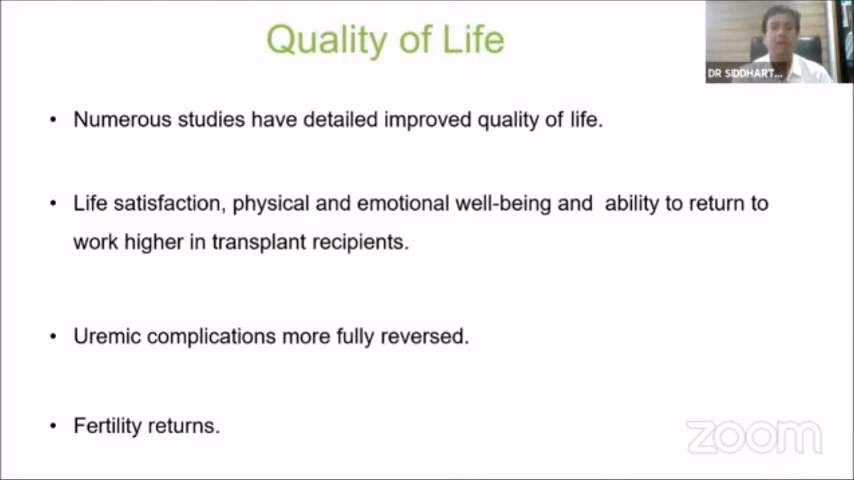 Quality of Life
DR SIDDHART...
• Numerous studies have detailed improved quality of life.
• Life satisfaction, physical and emotional well-being and ability to return to
work higher in transplant recipients.
• Uremic complications more fully reversed.
• Fertility returns.
zoom